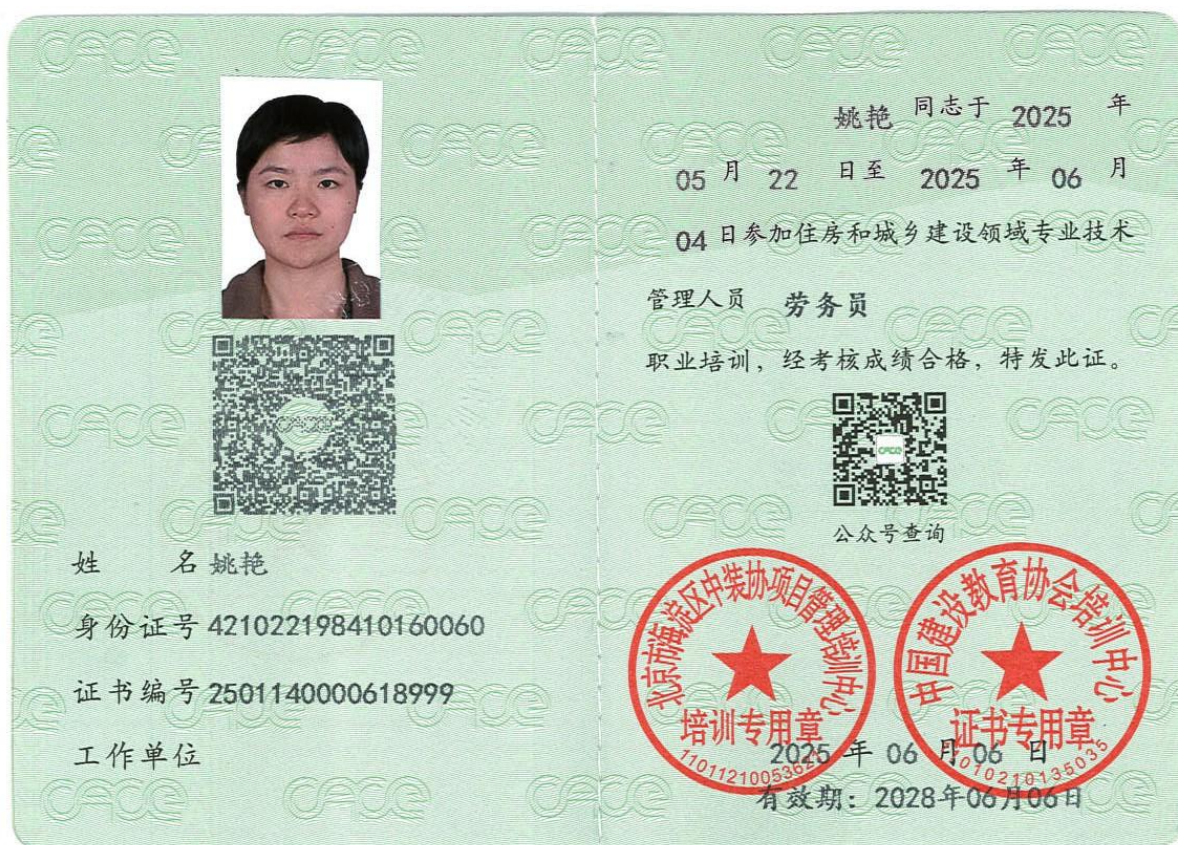 姓 名 姚艳
身份证号 421022198410160060
证书编号 2501140000618999
工作单位
姚艳 同志于 2025 年
05 月 22 日至 2025 年 06 月
04 日参加住房和城乡建设领域专业技术
管理人员 劳务员
职业培训，经考核成绩合格，特发此证。
公众号查询
北京市海淀区中装协项目管理培训中心
培训专用章
中国建设教育协会培训中心
证书专用章
11010210135035
2025 年 06 月 06 日
有效期：2028年06月06日
CACE